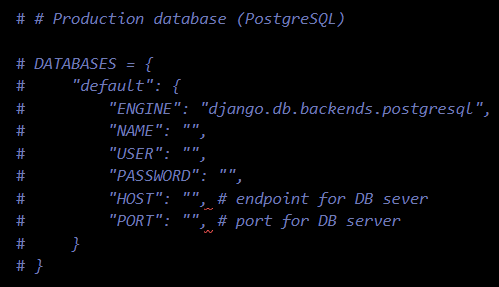 # # Production database (PostgreSQL)
# DATABASES = {
#     "default": {
#         "ENGINE": "django.db.backends.postgresql",
#         "NAME": "",
#         "USER": "",
#         "PASSWORD": "",
#         "HOST": "", # endpoint for DB sever
#         "PORT": "", # port for DB server
#     }
# }